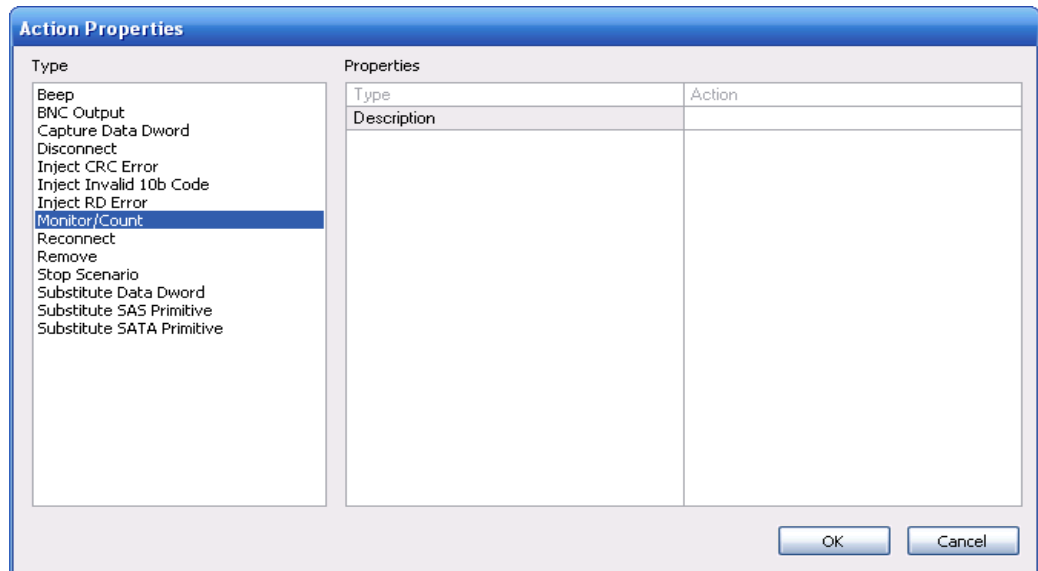 Action Properties
Type
Properties
Beep
BNC Output
Capture Data Dword
Disconnect
Inject CRC Error
Inject Invalid 10b Code
Inject RD Error
Monitor/Count
Reconnect
Remove
Stop Scenario
Substitute Data Dword
Substitute SAS Primitive
Substitute SATA Primitive
Type Action
Description
OK Cancel